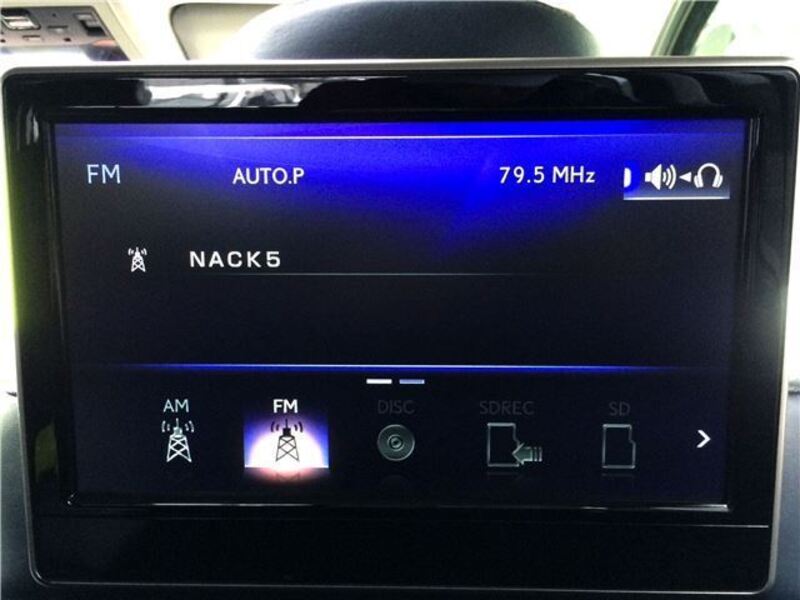 FM AUTO.P 79.5 MHz
NACK5
AM FM DISC SDREC SD